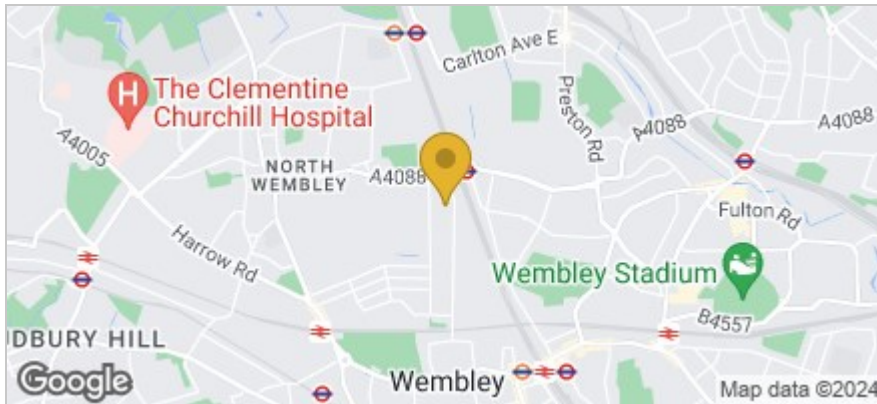 Carlton Ave E
The Clementine
Churchill Hospital
H
A4005
Preston Rd
A4088
A4088
NORTH
WEMBLEY
A4088
Fulton Rd
Harrow Rd
Wembley Stadium
B4557
UDBURY HILL
Wembley
Google
Map data ©2024